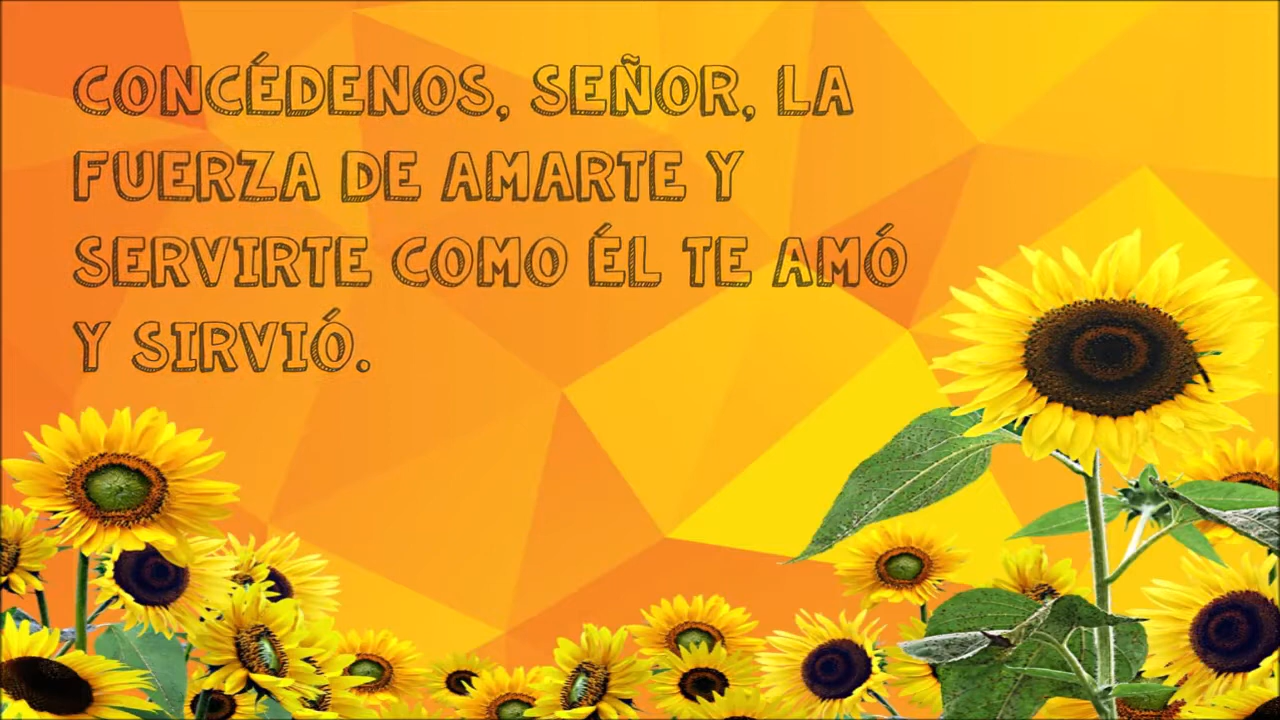 CONCÉDENOS, SEÑOR, LA
FUERZA DE AMARTE Y
SERVIRTE COMO ÉL TE AMÓ
Y SIRVIÓ.